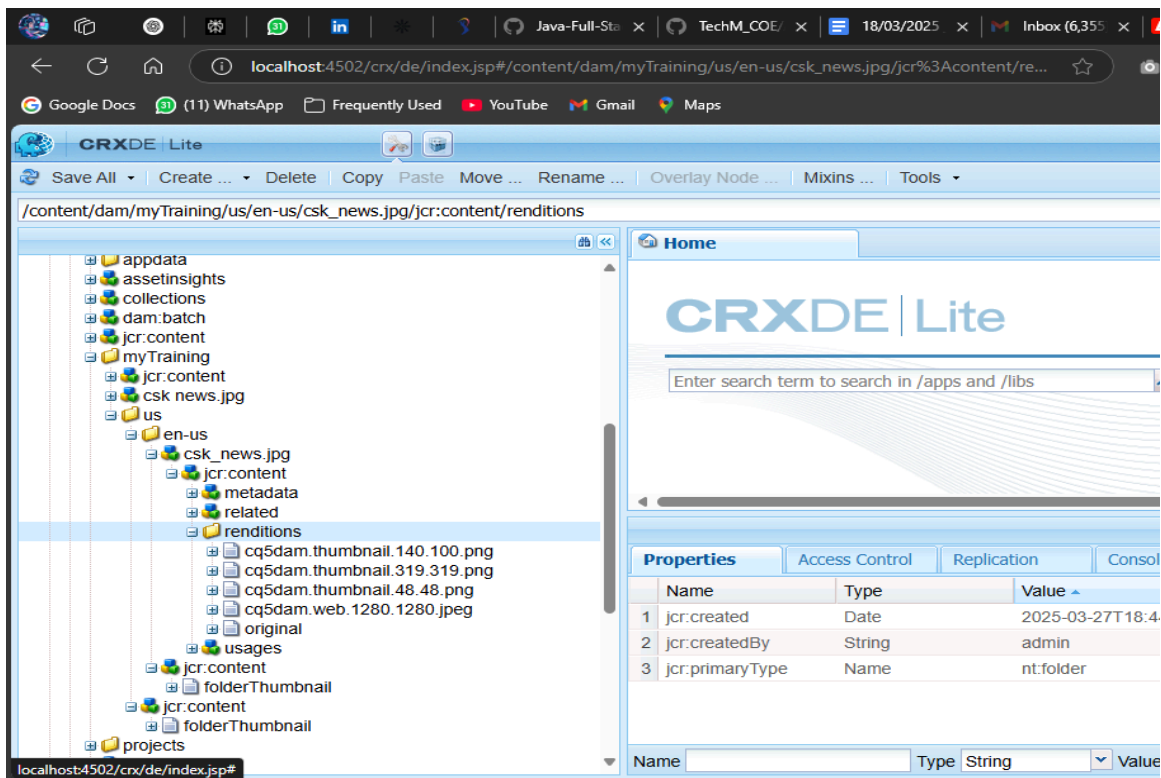 Java-Full-Sta
TechM_COE/
18/03/2025
Inbox (6,355
localhost:4502/crx/de/index.jsp#/content/dam/myTraining/us/en-us/csk_news.jpg/jcr%3Acontent/re...
Google Docs
(11) WhatsApp
Frequently Used
YouTube
Gmail
Maps
CRXDE Lite
Save All
Create ...
Delete
Copy
Paste
Move ...
Rename ...
Overlay Node ...
Mixins ...
Tools
/content/dam/myTraining/us/en-us/csk_news.jpg/jcr:content/renditions
appdata
assetinsights
collections
dam:batch
jcr:content
myTraining
jcr:content
csk news.jpg
us
en-us
csk_news.jpg
jcr:content
metadata
related
renditions
cq5dam.thumbnail.140.100.png
cq5dam.thumbnail.319.319.png
cq5dam.thumbnail.48.48.png
cq5dam.web.1280.1280.jpeg
original
usages
jcr:content
folderThumbnail
jcr:content
folderThumbnail
projects
localhost:4502/crx/de/index.jsp#
Home
CRXDE Lite
Enter search term to search in /apps and /libs
Properties
Access Control
Replication
Consol
Name Type Value
1 jcr:created Date 2025-03-27T18:4
2 jcr:createdBy String admin
3 jcr:primaryType Name nt:folder
Name Type String Value